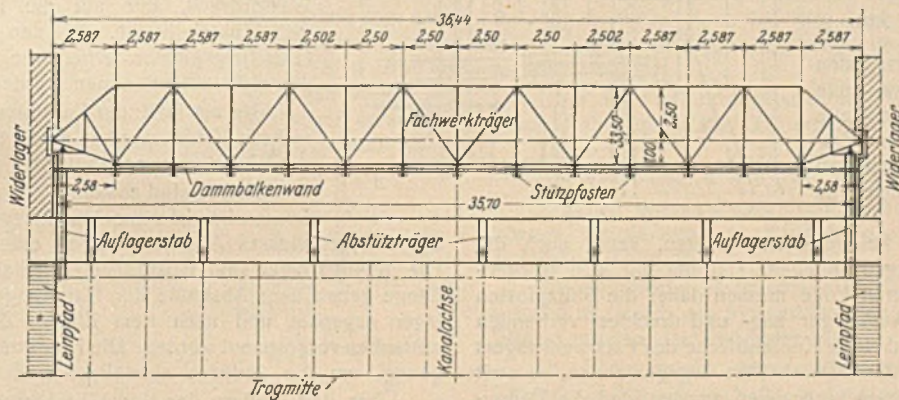 36,44
2,587 2,587 2,587 2,587 2,502 2,50 2,50 2,50 2,50 2,502 2,587 2,587 2,587 2,587
Widerlager
Fachwerkträger
3,50
2,50
1,00
Widerlager
2,58
Dammbalkenwand
Stützpfosten
2,58
35,70
Auflagerstab
Abstützträger
Auflagerstab
Leinpfad
Kanalachse
Leinpfad
Trogmitte